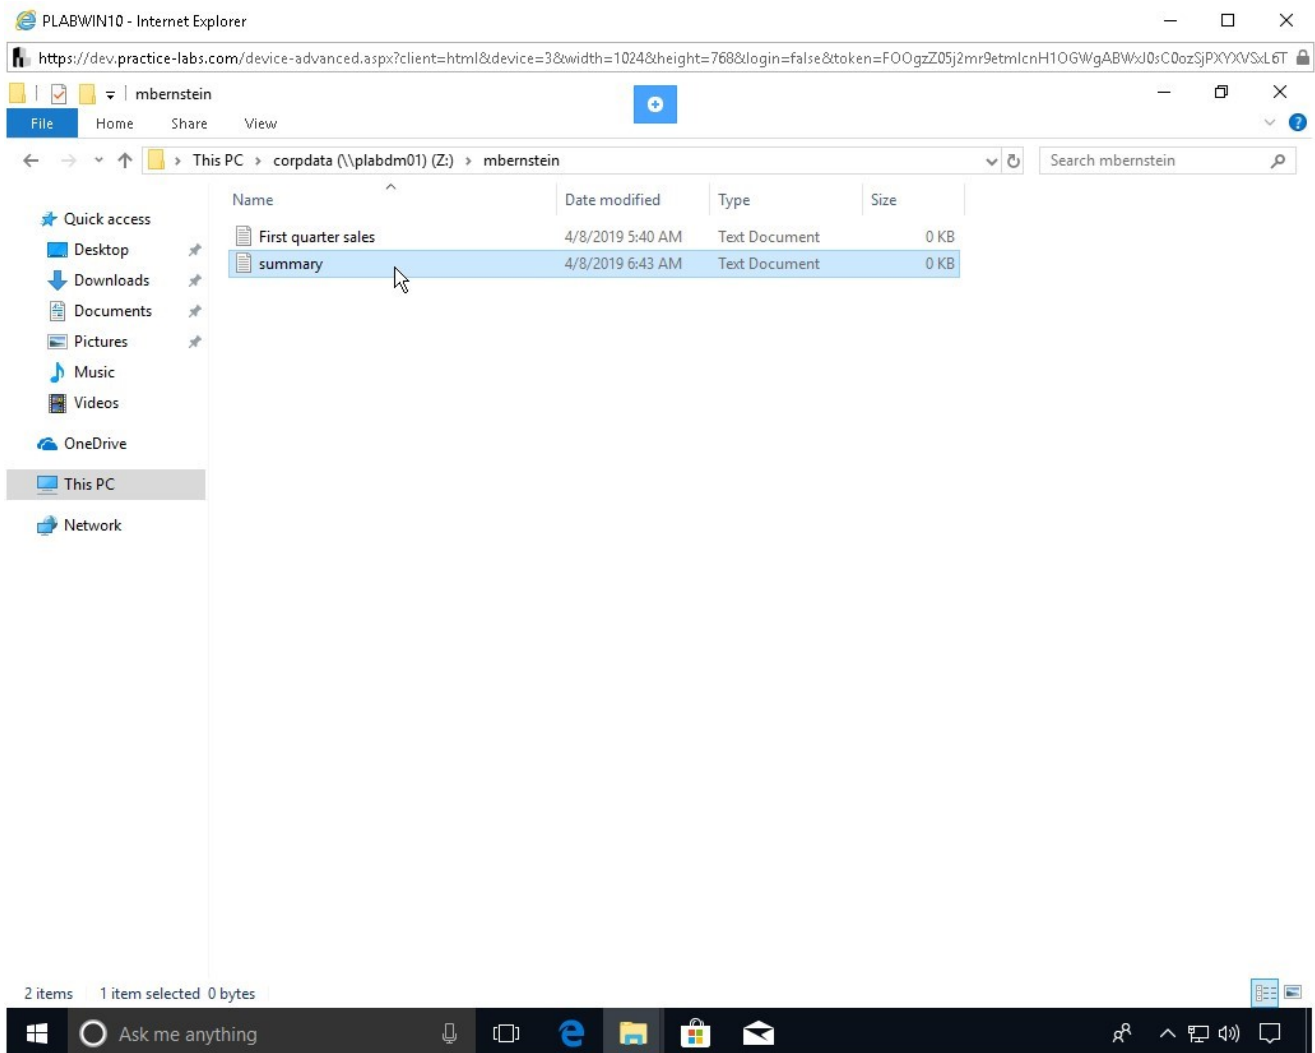 PLABWIN10 - Internet Explorer
https://dev.practice-labs.com/device-advanced.aspx?client=html&device=3&width=1024&height=768&login=false&token=
mbernstein
File Home Share View
This PC > corpdata (\\plabdm01) (Z:) > mbernstein
Search mbernstein
Name Date modified Type Size
Quick access
Desktop
Downloads
Documents
Pictures
Music
Videos
OneDrive
This PC
Network
First quarter sales 4/8/2019 5:40 AM Text Document 0 KB
summary 4/8/2019 6:43 AM Text Document 0 KB
2 items 1 item selected 0 bytes
Ask me anything